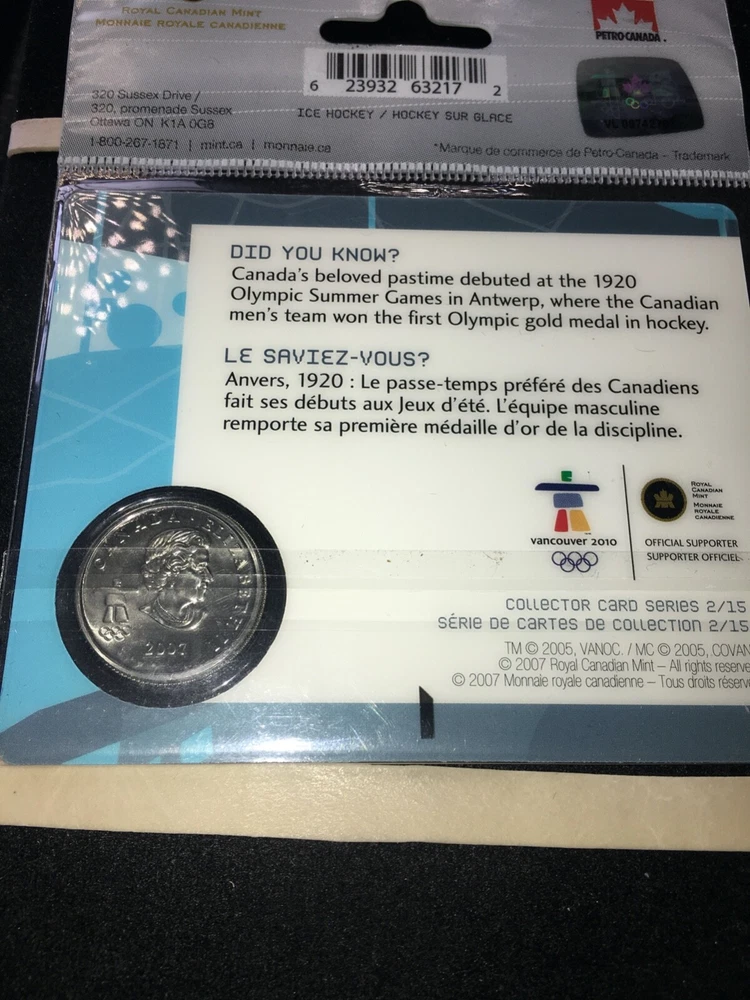 ROYAL CANADIAN MINT
MONNAIE ROYALE CANADIENNE
PETRO-CANADA
6 23932 63217 2
320 Sussex Drive /
320, promenade Sussex
Ottawa ON K1A 0G8
1-800-267-1871 | mint.ca | monnaie.ca
ICE HOCKEY / HOCKEY SUR GLACE
*Marque de commerce de Petro-Canada – Trademark
DID YOU KNOW?
Canada's beloved pastime debuted at the 1920
Olympic Summer Games in Antwerp, where the Canadian
men's team won the first Olympic gold medal in hockey.
LE SAVIEZ-VOUS?
Anvers, 1920 : Le passe-temps préféré des Canadiens
fait ses débuts aux Jeux d'été. L'équipe masculine
remporte sa première médaille d'or de la discipline.
vancouver 2010
ROYAL
CANADIAN
MINT
MONNAIE
ROYALE
CANADIENNE
OFFICIAL SUPPORTER
SUPPORTER OFFICIEL
CANADA ELIZABETH II
2007
COLLECTOR CARD SERIES 2/15
SÉRIE DE CARTES DE COLLECTION 2/15
TM © 2005, VANOC. / MC © 2005, COVAN
© 2007 Royal Canadian Mint – All rights reserve
© 2007 Monnaie royale canadienne – Tous droits réserv